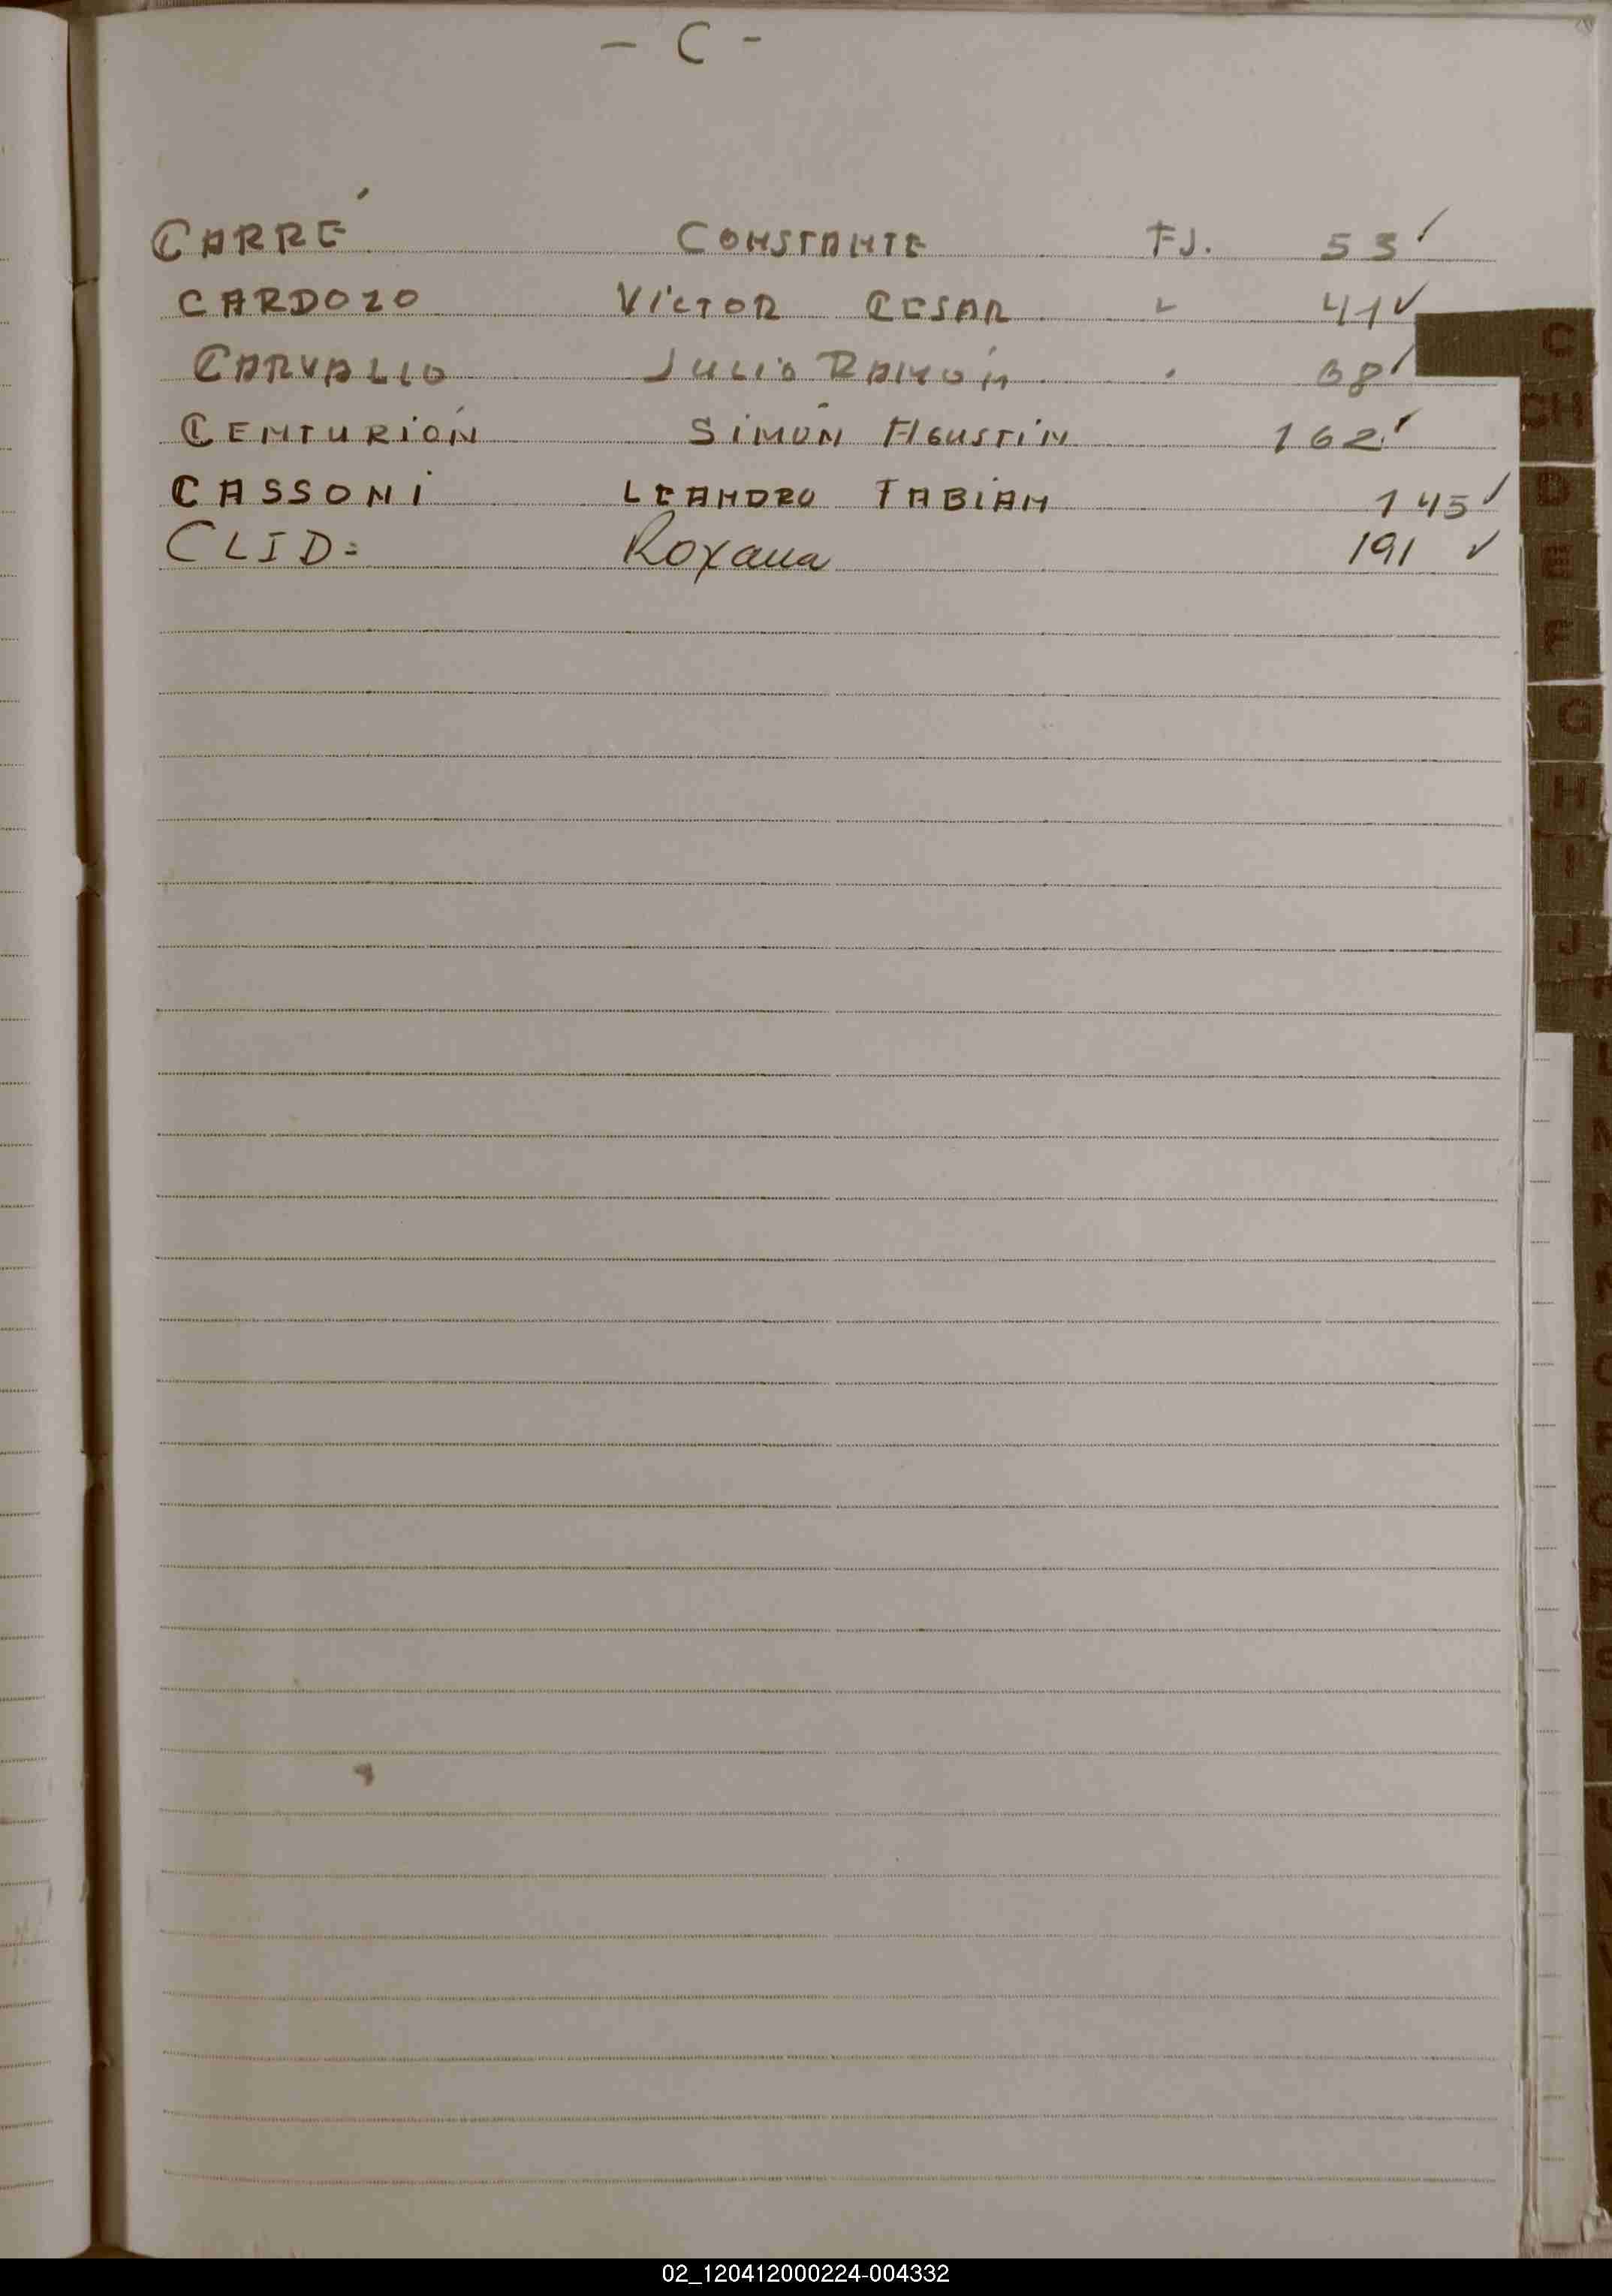 - C -
CARRÉ CONSTANTE FJ. 53 ✓
CARDOZO VÍCTOR CESAR " 41 ✓
CARVALLO JULIO RAMÓN " 38 ✓
CENTURIÓN SIMÓN AGUSTÍN 162 ✓
CASSONI LEANDRO FABIAN 145 ✓
CLID= Roxana 191 ✓
C
CH
D
E
F
G
H
I
J
02_120412000224-004332